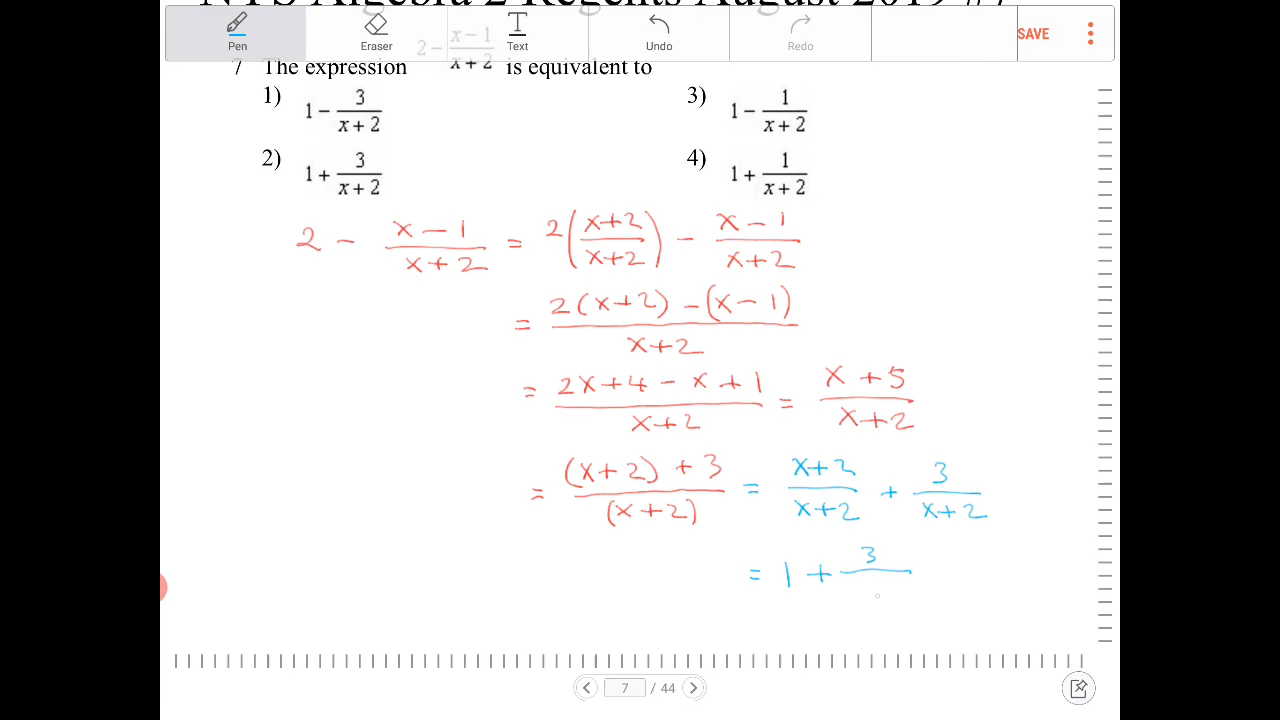 NYS Algebra 2 Regents August 2019 #7
Pen Eraser Text Undo Redo SAVE
7 The expression 2 − (x − 1)/(x + 2) is equivalent to
1) 1 − 3/(x + 2) 3) 1 − 1/(x + 2)
2) 1 + 3/(x + 2) 4) 1 + 1/(x + 2)
2 − (x − 1)/(x + 2) = 2((x+2)/(x+2)) − (x − 1)/(x+2)
= (2(x+2) − (x − 1))/(x+2)
= (2x+4 − x + 1)/(x+2) = (x + 5)/(x+2)
= ((x+2) + 3)/((x+2)) = (x+2)/(x+2) + 3/(x+2)
= 1 + 3/
7 / 44